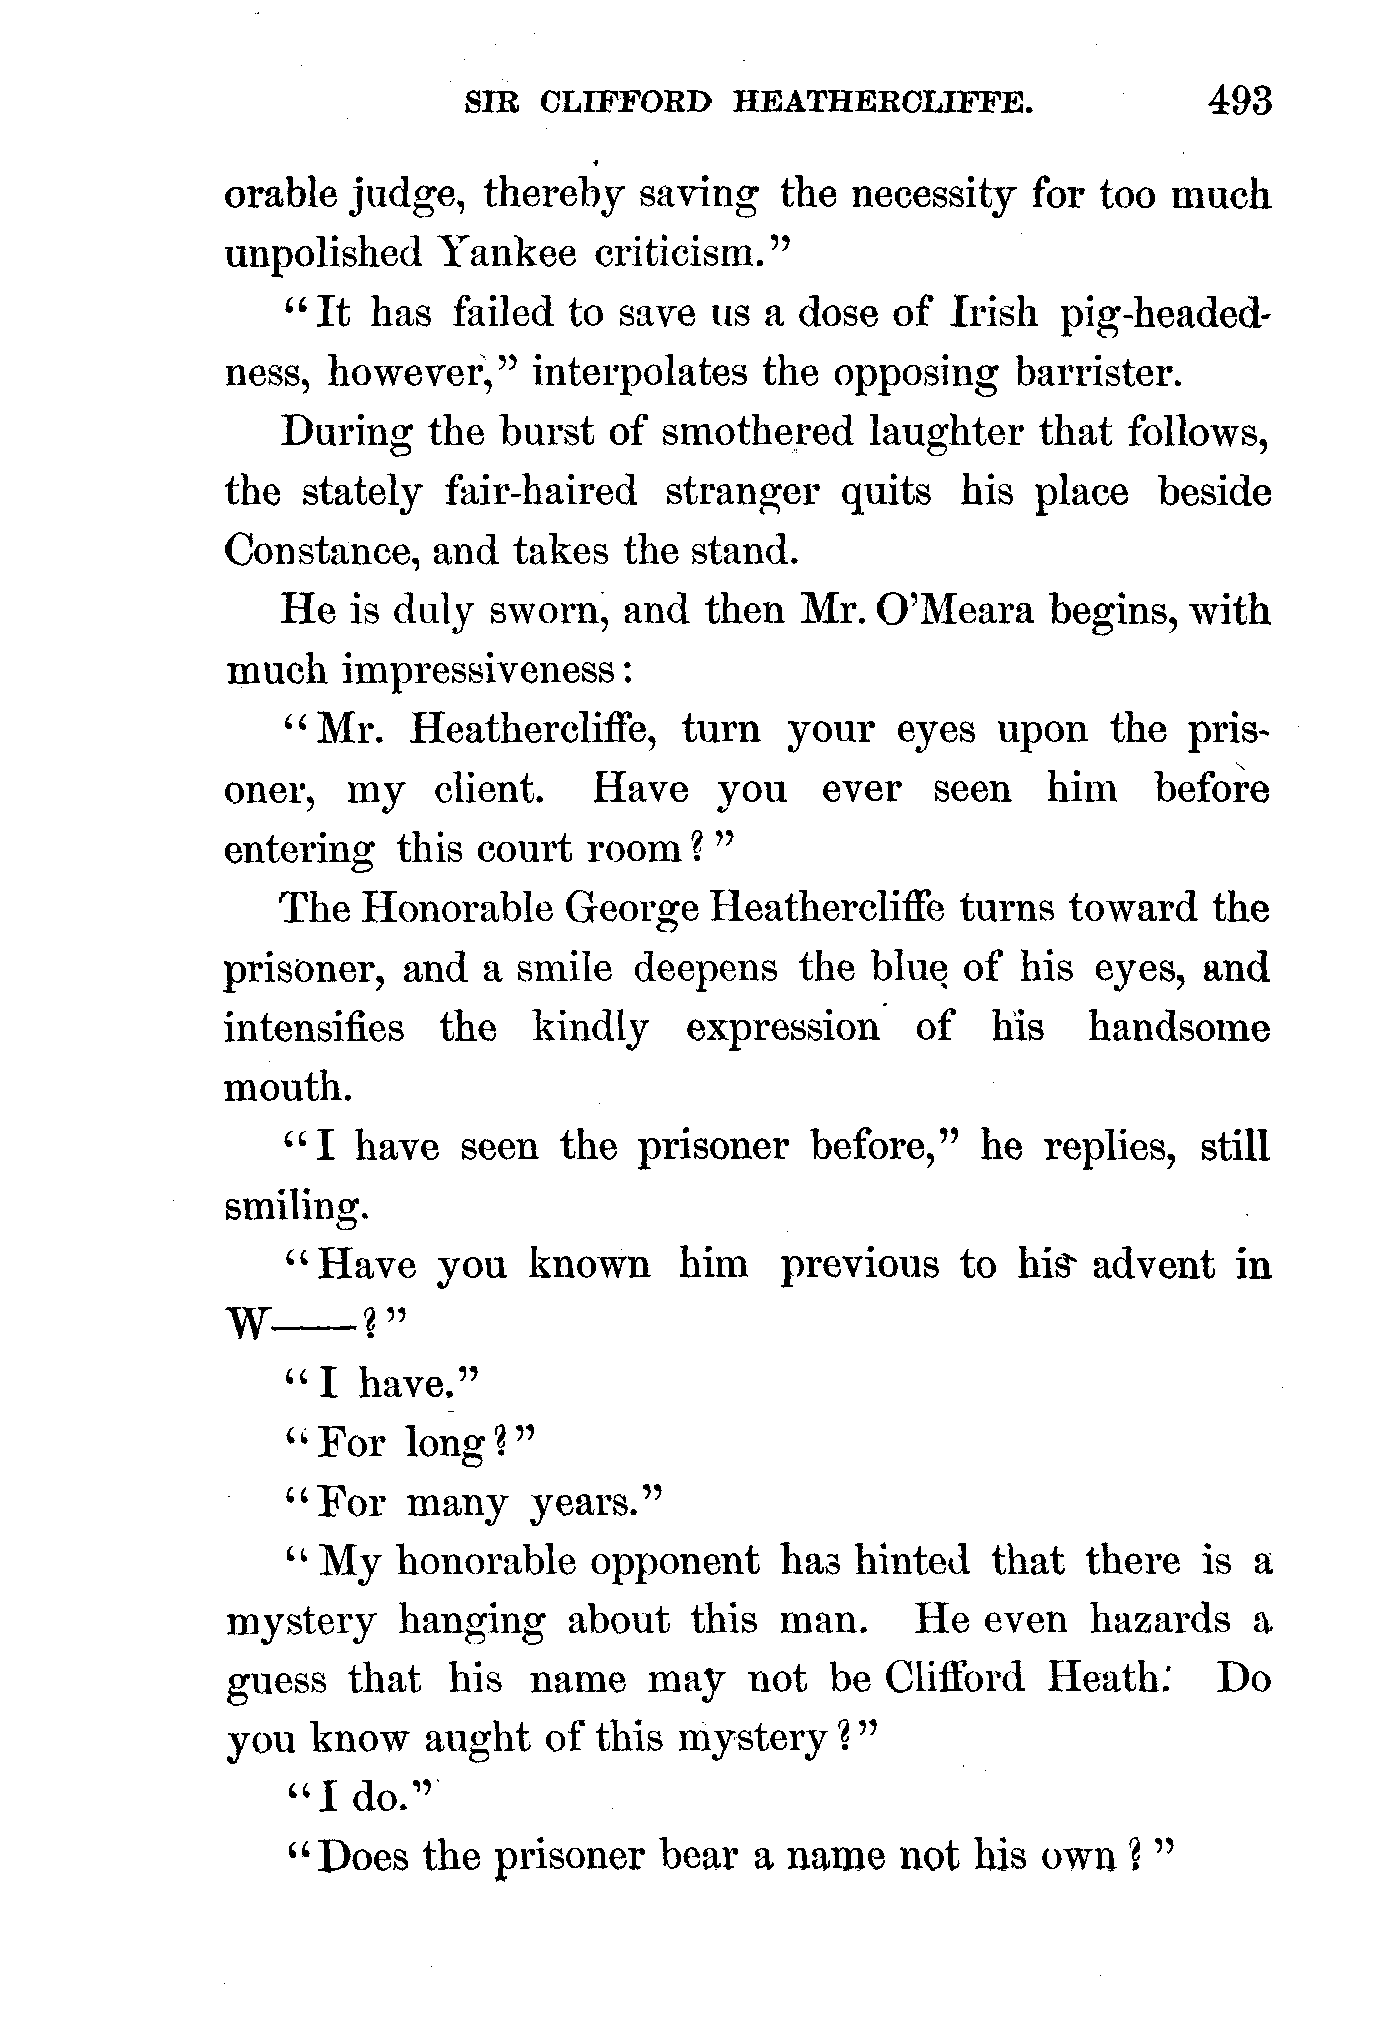 SIR CLIFFORD HEATHERCLIFFE. 493
orable judge, thereby saving the necessity for too much
unpolished Yankee criticism."
"It has failed to save us a dose of Irish pig-headed-
ness, however," interpolates the opposing barrister.
During the burst of smothered laughter that follows,
the stately fair-haired stranger quits his place beside
Constance, and takes the stand.
He is duly sworn, and then Mr. O'Meara begins, with
much impressiveness:
"Mr. Heathercliffe, turn your eyes upon the pris-
oner, my client. Have you ever seen him before
entering this court room?"
The Honorable George Heathercliffe turns toward the
prisoner, and a smile deepens the blue of his eyes, and
intensifies the kindly expression of his handsome
mouth.
"I have seen the prisoner before," he replies, still
smiling.
"Have you known him previous to his advent in
W——?"
"I have."
"For long?"
"For many years."
"My honorable opponent has hinted that there is a
mystery hanging about this man. He even hazards a
guess that his name may not be Clifford Heath. Do
you know aught of this mystery?"
"I do."
"Does the prisoner bear a name not his own?"